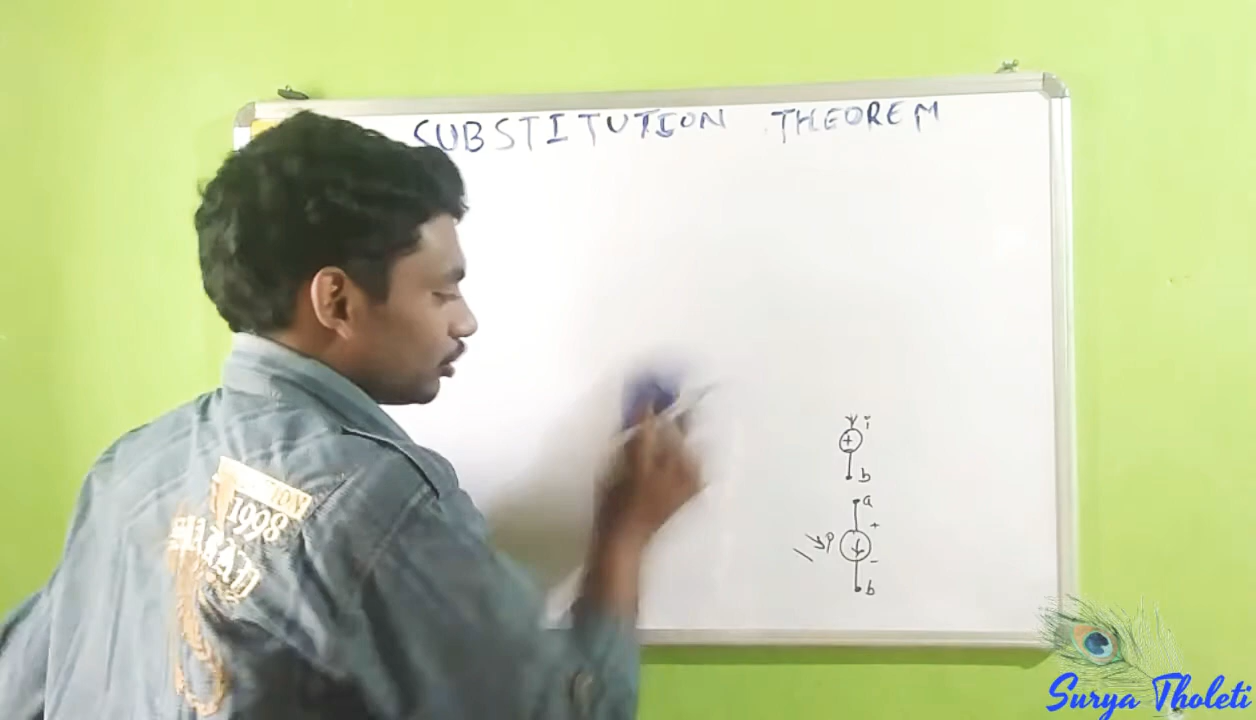 SUBSTITUTION THEOREM
1998
i
+
b
a
+
-
b
Surya Tholeti